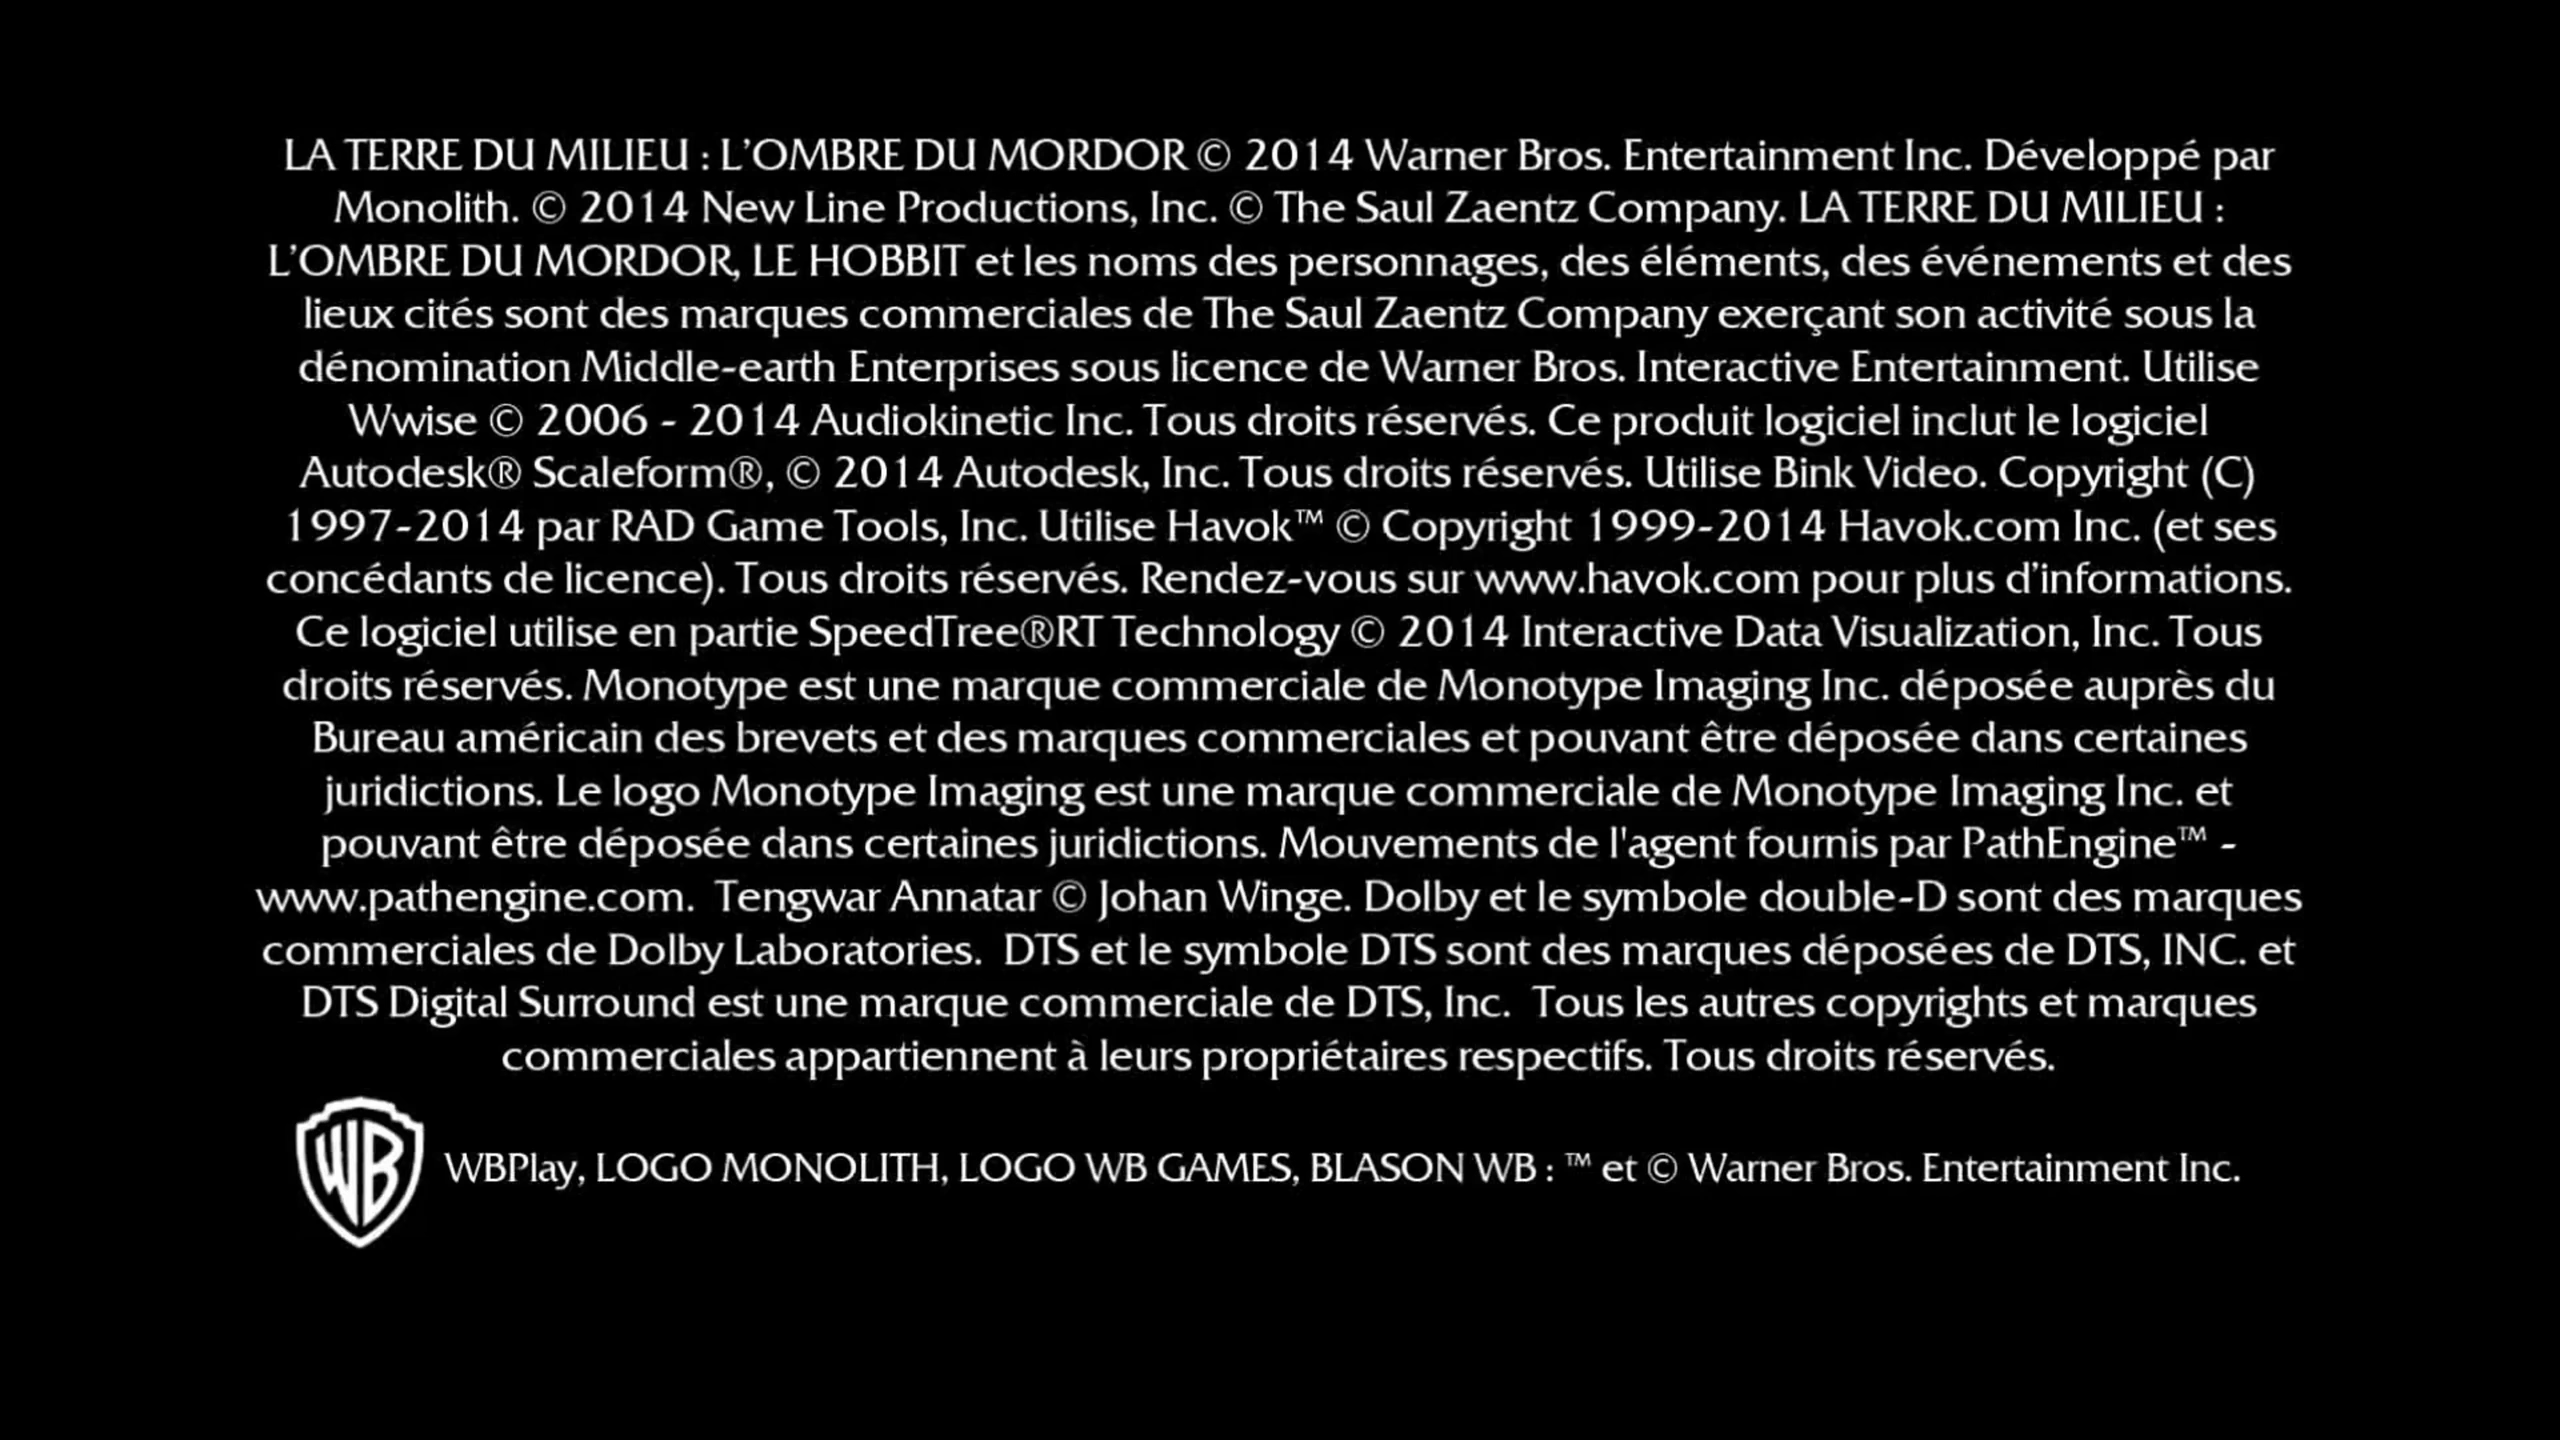 LA TERRE DU MILIEU : L’OMBRE DU MORDOR © 2014 Warner Bros. Entertainment Inc. Développé par
Monolith. © 2014 New Line Productions, Inc. © The Saul Zaentz Company. LA TERRE DU MILIEU :
L’OMBRE DU MORDOR, LE HOBBIT et les noms des personnages, des éléments, des événements et des
lieux cités sont des marques commerciales de The Saul Zaentz Company exerçant son activité sous la
dénomination Middle-earth Enterprises sous licence de Warner Bros. Interactive Entertainment. Utilise
Wwise © 2006 - 2014 Audiokinetic Inc. Tous droits réservés. Ce produit logiciel inclut le logiciel
Autodesk® Scaleform®, © 2014 Autodesk, Inc. Tous droits réservés. Utilise Bink Video. Copyright (C)
1997-2014 par RAD Game Tools, Inc. Utilise Havok™ © Copyright 1999-2014 Havok.com Inc. (et ses
concédants de licence). Tous droits réservés. Rendez-vous sur www.havok.com pour plus d’informations.
Ce logiciel utilise en partie SpeedTree®RT Technology © 2014 Interactive Data Visualization, Inc. Tous
droits réservés. Monotype est une marque commerciale de Monotype Imaging Inc. déposée auprès du
Bureau américain des brevets et des marques commerciales et pouvant être déposée dans certaines
juridictions. Le logo Monotype Imaging est une marque commerciale de Monotype Imaging Inc. et
pouvant être déposée dans certaines juridictions. Mouvements de l'agent fournis par PathEngine™ -
www.pathengine.com.  Tengwar Annatar © Johan Winge. Dolby et le symbole double-D sont des marques
commerciales de Dolby Laboratories.  DTS et le symbole DTS sont des marques déposées de DTS, INC. et
DTS Digital Surround est une marque commerciale de DTS, Inc.  Tous les autres copyrights et marques
commerciales appartiennent à leurs propriétaires respectifs. Tous droits réservés.
WB WBPlay, LOGO MONOLITH, LOGO WB GAMES, BLASON WB : ™ et © Warner Bros. Entertainment Inc.